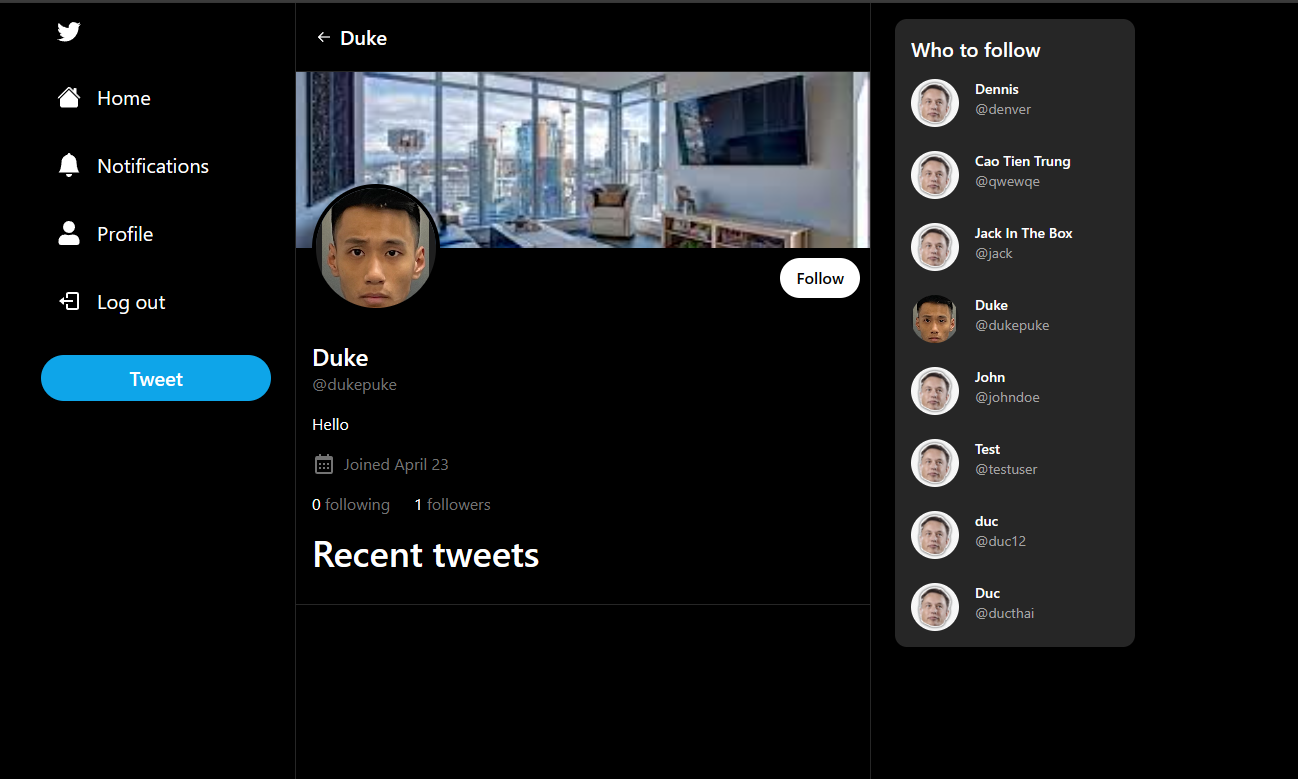 Home
Notifications
Profile
Log out
Tweet
← Duke
Follow
Duke
@dukepuke
Hello
Joined April 23
0 following 1 followers
Recent tweets
Who to follow
Dennis
@denver
Cao Tien Trung
@qwewqe
Jack In The Box
@jack
Duke
@dukepuke
John
@johndoe
Test
@testuser
duc
@duc12
Duc
@ducthai